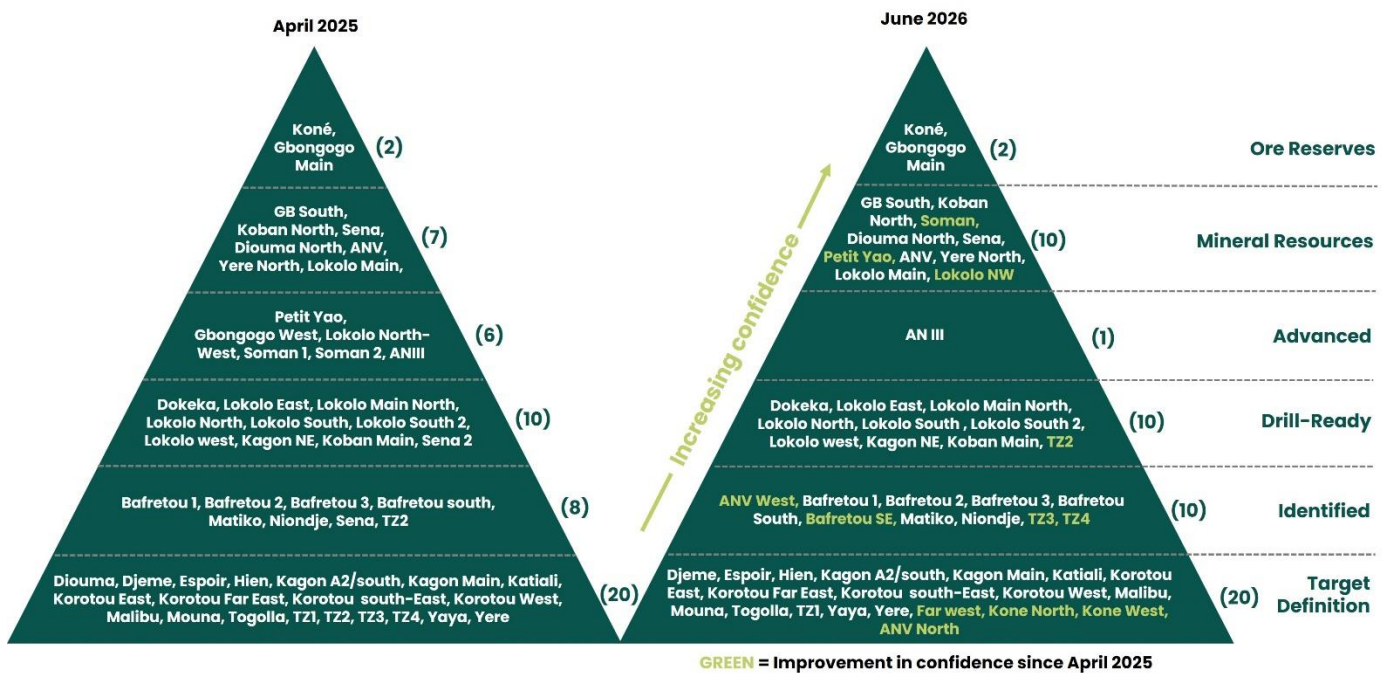 April 2025
Koné,
Gbongogo
Main
(2)
GB South,
Koban North, Sena,
Diouma North, ANV,
Yere North, Lokolo Main,
(7)
Petit Yao,
Gbongogo West, Lokolo North-
West, Soman 1, Soman 2, ANIII
(6)
Dokeka, Lokolo East, Lokolo Main North,
Lokolo North, Lokolo South, Lokolo South 2,
Lokolo west, Kagon NE, Koban Main, Sena 2
(10)
Bafretou 1, Bafretou 2, Bafretou 3, Bafretou south,
Matiko, Niondje, Sena, TZ2
(8)
Diouma, Djeme, Espoir, Hien, Kagon A2/south, Kagon Main, Katiali,
Korotou East, Korotou Far East, Korotou south-East, Korotou West,
Malibu, Mouna, Togolla, TZ1, TZ2, TZ3, TZ4, Yaya, Yere
(20)
Increasing confidence
June 2026
Koné,
Gbongogo
Main
(2)
Ore Reserves
GB South, Koban
North, Soman,
Diouma North, Sena,
Petit Yao, ANV, Yere North,
Lokolo Main, Lokolo NW
(10)
Mineral Resources
AN III
(1)
Advanced
Dokeka, Lokolo East, Lokolo Main North,
Lokolo North, Lokolo South , Lokolo South 2,
Lokolo west, Kagon NE, Koban Main, TZ2
(10)
Drill-Ready
ANV West, Bafretou 1, Bafretou 2, Bafretou 3, Bafretou
South, Bafretou SE, Matiko, Niondje, TZ3, TZ4
(10)
Identified
Djeme, Espoir, Hien, Kagon A2/south, Kagon Main, Katiali, Korotou
East, Korotou Far East, Korotou south-East, Korotou West, Malibu,
Mouna, Togolla, TZ1, Yaya, Yere, Far west, Kone North, Kone West,
ANV North
(20)
Target
Definition
GREEN = Improvement in confidence since April 2025